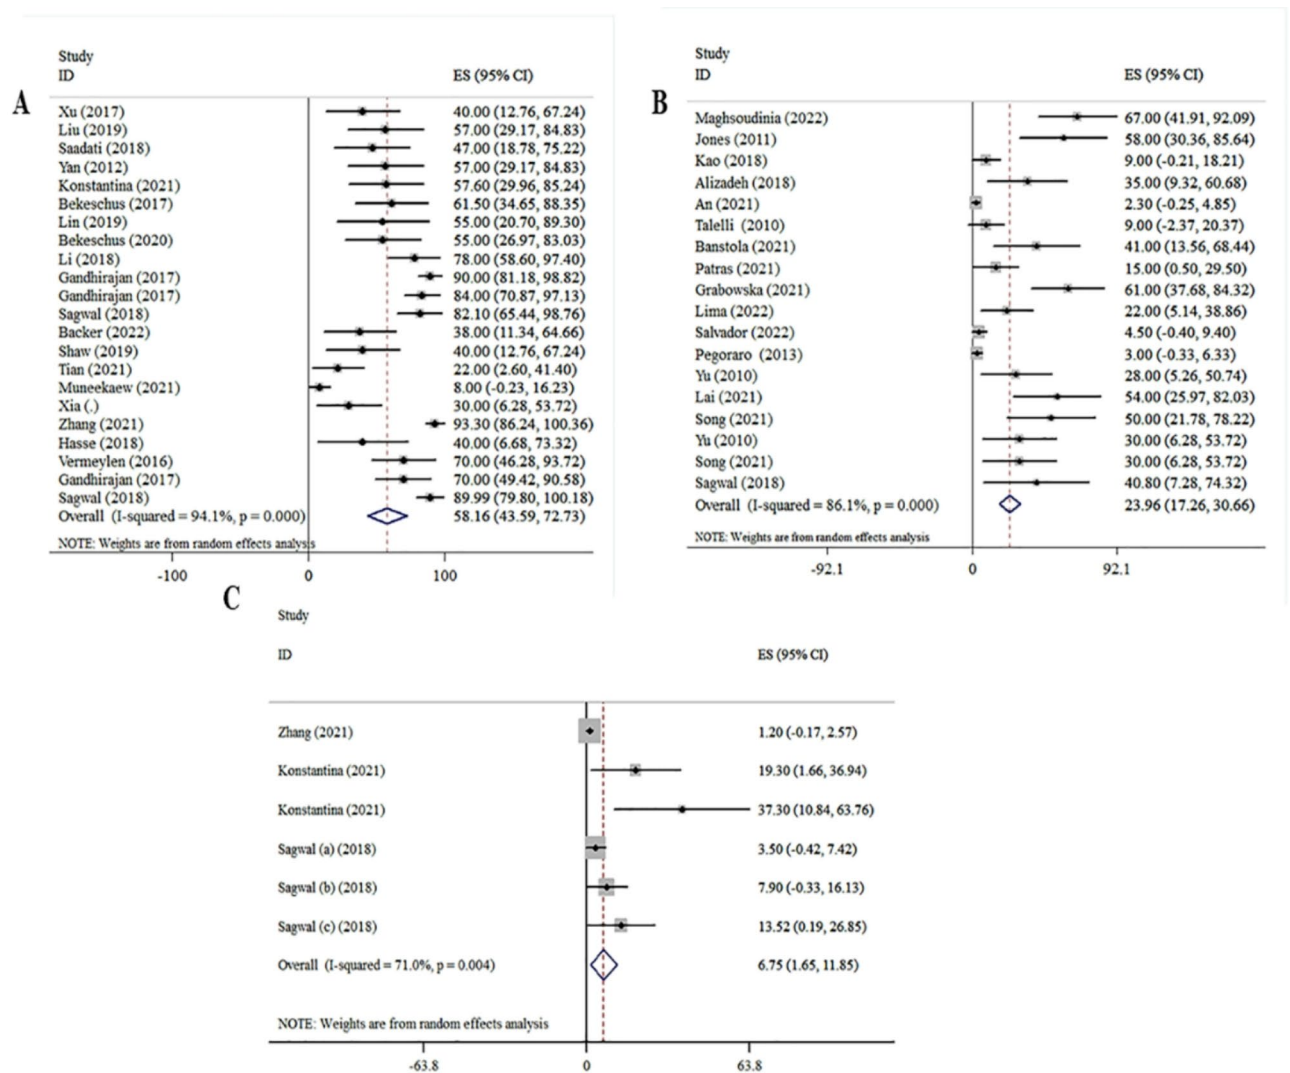 A
Study
ID ES (95% CI)
Xu (2017) 40.00 (12.76, 67.24)
Liu (2019) 57.00 (29.17, 84.83)
Saadati (2018) 47.00 (18.78, 75.22)
Yan (2012) 57.00 (29.17, 84.83)
Konstantina (2021) 57.60 (29.96, 85.24)
Bekeschus (2017) 61.50 (34.65, 88.35)
Lin (2019) 55.00 (20.70, 89.30)
Bekeschus (2020) 55.00 (26.97, 83.03)
Li (2018) 78.00 (58.60, 97.40)
Gandhirajan (2017) 90.00 (81.18, 98.82)
Gandhirajan (2017) 84.00 (70.87, 97.13)
Sagwal (2018) 82.10 (65.44, 98.76)
Backer (2022) 38.00 (11.34, 64.66)
Shaw (2019) 40.00 (12.76, 67.24)
Tian (2021) 22.00 (2.60, 41.40)
Muneekaew (2021) 8.00 (-0.23, 16.23)
Xia (.) 30.00 (6.28, 53.72)
Zhang (2021) 93.30 (86.24, 100.36)
Hasse (2018) 40.00 (6.68, 73.32)
Vermeylen (2016) 70.00 (46.28, 93.72)
Gandhirajan (2017) 70.00 (49.42, 90.58)
Sagwal (2018) 89.99 (79.80, 100.18)
Overall (I-squared = 94.1%, p = 0.000) 58.16 (43.59, 72.73)
NOTE: Weights are from random effects analysis
-100 0 100
B
Study
ID ES (95% CI)
Maghsoudinia (2022) 67.00 (41.91, 92.09)
Jones (2011) 58.00 (30.36, 85.64)
Kao (2018) 9.00 (-0.21, 18.21)
Alizadeh (2018) 35.00 (9.32, 60.68)
An (2021) 2.30 (-0.25, 4.85)
Talelli (2010) 9.00 (-2.37, 20.37)
Banstola (2021) 41.00 (13.56, 68.44)
Patras (2021) 15.00 (0.50, 29.50)
Grabowska (2021) 61.00 (37.68, 84.32)
Lima (2022) 22.00 (5.14, 38.86)
Salvador (2022) 4.50 (-0.40, 9.40)
Pegoraro (2013) 3.00 (-0.33, 6.33)
Yu (2010) 28.00 (5.26, 50.74)
Lai (2021) 54.00 (25.97, 82.03)
Song (2021) 50.00 (21.78, 78.22)
Yu (2010) 30.00 (6.28, 53.72)
Song (2021) 30.00 (6.28, 53.72)
Sagwal (2018) 40.80 (7.28, 74.32)
Overall (I-squared = 86.1%, p = 0.000) 23.96 (17.26, 30.66)
NOTE: Weights are from random effects analysis
-92.1 0 92.1
C
Study
ID ES (95% CI)
Zhang (2021) 1.20 (-0.17, 2.57)
Konstantina (2021) 19.30 (1.66, 36.94)
Konstantina (2021) 37.30 (10.84, 63.76)
Sagwal (a) (2018) 3.50 (-0.42, 7.42)
Sagwal (b) (2018) 7.90 (-0.33, 16.13)
Sagwal (c) (2018) 13.52 (0.19, 26.85)
Overall (I-squared = 71.0%, p = 0.004) 6.75 (1.65, 11.85)
NOTE: Weights are from random effects analysis
-63.8 0 63.8